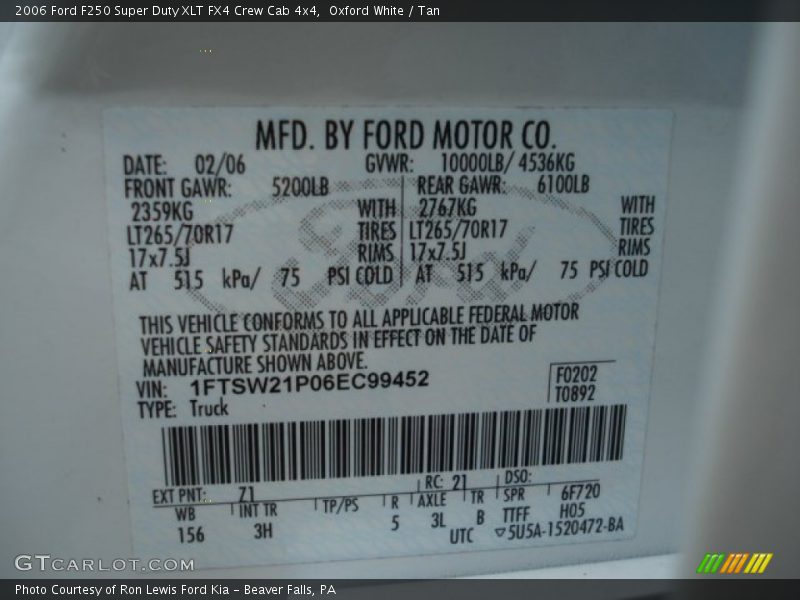 2006 Ford F250 Super Duty XLT FX4 Crew Cab 4x4, Oxford White / Tan
MFD. BY FORD MOTOR CO.
DATE: 02/06 GVWR: 10000LB/ 4536KG
FRONT GAWR: 5200LB REAR GAWR: 6100LB
2359KG WITH 2767KG WITH
LT265/70R17 TIRES LT265/70R17 TIRES
17x7.5J RIMS 17x7.5J RIMS
AT 515 kPa/ 75 PSI COLD AT 515 kPa/ 75 PSI COLD
Ford
THIS VEHICLE CONFORMS TO ALL APPLICABLE FEDERAL MOTOR
VEHICLE SAFETY STANDARDS IN EFFECT ON THE DATE OF
MANUFACTURE SHOWN ABOVE.
VIN: 1FTSW21P06EC99452 F0202
TYPE: Truck T0892
EXT PNT: Z1 RC: 21 DSO:
WB INT TR TP/PS R AXLE TR SPR 6F720
156 3H 5 3L B TTFF H05
UTC ▽5U5A-1520472-BA
GTCARLOT.COM
Photo Courtesy of Ron Lewis Ford Kia - Beaver Falls, PA